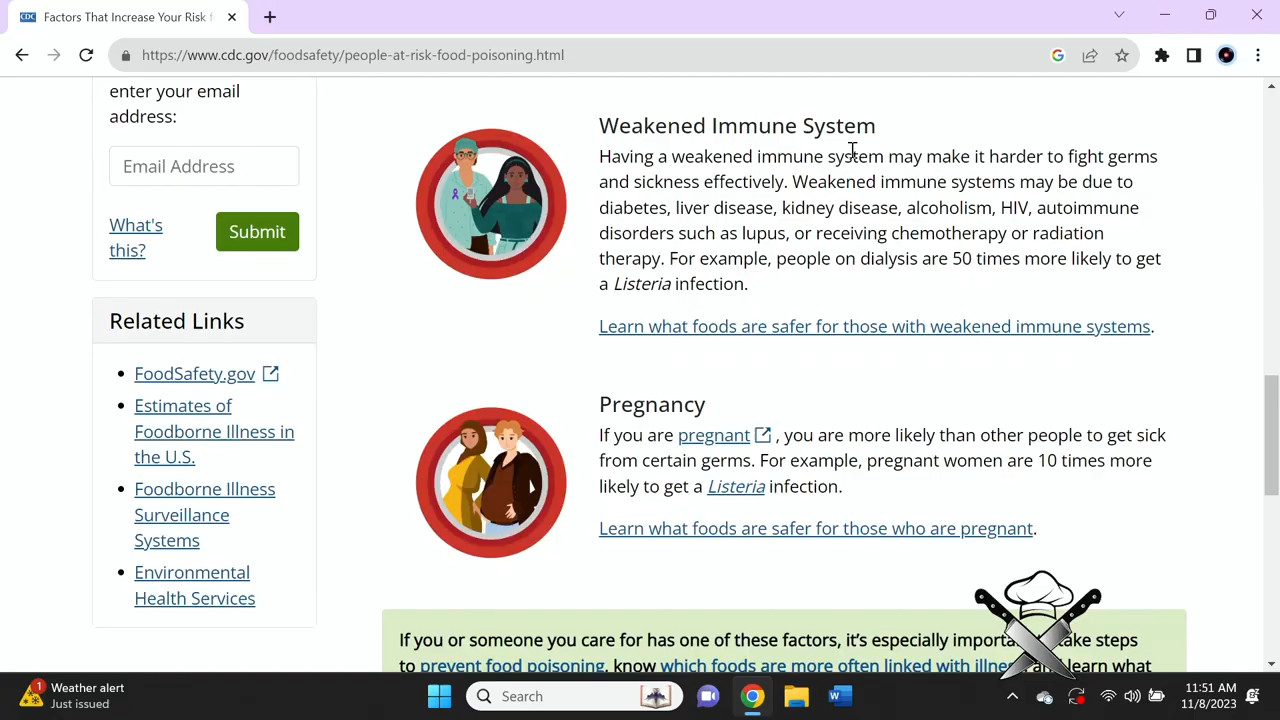 CDC
Factors That Increase Your Risk f
https://www.cdc.gov/foodsafety/people-at-risk-food-poisoning.html
enter your email
address:
Email Address
What's
this?
Submit
Related Links
FoodSafety.gov
Estimates of
Foodborne Illness in
the U.S.
Foodborne Illness
Surveillance
Systems
Environmental
Health Services
Weakened Immune System
Having a weakened immune system may make it harder to fight germs
and sickness effectively. Weakened immune systems may be due to
diabetes, liver disease, kidney disease, alcoholism, HIV, autoimmune
disorders such as lupus, or receiving chemotherapy or radiation
therapy. For example, people on dialysis are 50 times more likely to get
a Listeria infection.
Learn what foods are safer for those with weakened immune systems.
Pregnancy
If you are pregnant , you are more likely than other people to get sick
from certain germs. For example, pregnant women are 10 times more
likely to get a Listeria infection.
Learn what foods are safer for those who are pregnant.
If you or someone you care for has one of these factors, it's especially take steps
to prevent food poisoning, know which foods are more often linked with learn what
1
Weather alert
Just issued
Search
W
11:51 AM
11/8/2023